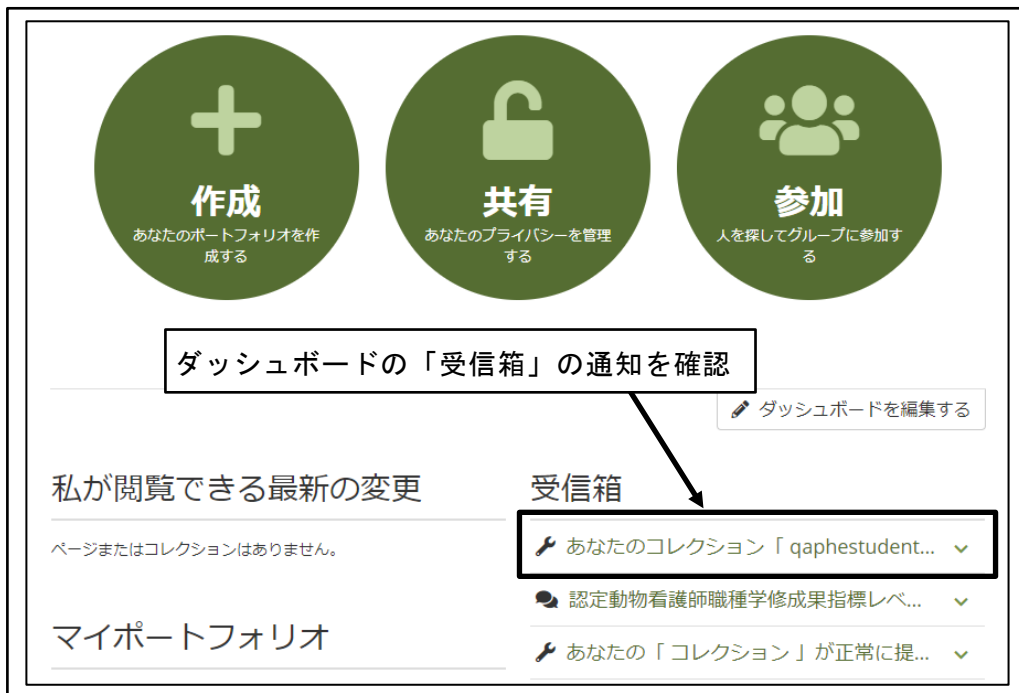 作成
あなたのポートフォリオを作
成する
共有
あなたのプライバシーを管理
する
参加
人を探してグループに参加す
る
ダッシュボードの「受信箱」の通知を確認
ダッシュボードを編集する
私が閲覧できる最新の変更
ページまたはコレクションはありません。
マイポートフォリオ
受信箱
あなたのコレクション「 qaphestudent...
認定動物看護師職種学修成果指標レベ...
あなたの「 コレクション 」が正常に提...